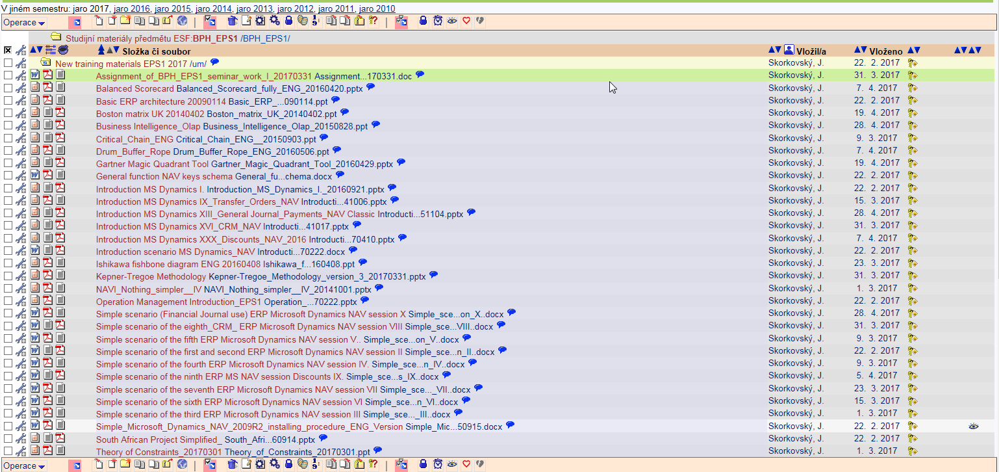 V jiném semestru: jaro 2017, jaro 2016, jaro 2015, jaro 2014, jaro 2013, jaro 2012, jaro 2011, jaro 2010
Operace
Studijní materiály předmětu ESF:BPH_EPS1 /BPH_EPS1/
Složka či soubor Vložil/a Vloženo
New training materials EPS1 2017 /um/ Skorkovský, J. 22. 2. 2017
Assignment_of_BPH_EPS1_seminar_work_I_20170331 Assignment...170331.doc Skorkovský, J. 31. 3. 2017
Balanced Scorecard Balanced_Scorecard_fully_ENG_20160420.pptx Skorkovský, J. 7. 4. 2017
Basic ERP architecture 20090114 Basic_ERP_...090114.ppt Skorkovský, J. 22. 2. 2017
Boston matrix UK 20140402 Boston_matrix_UK_20140402.ppt Skorkovský, J. 19. 4. 2017
Business Intelligence_Olap Business_Intelligence_Olap_20150828.ppt Skorkovský, J. 28. 4. 2017
Critical_Chain_ENG Critical_Chain_ENG__20150903.ppt Skorkovský, J. 9. 3. 2017
Drum_Buffer_Rope Drum_Buffer_Rope_ENG_20160506.ppt Skorkovský, J. 7. 4. 2017
Gartner Magic Quadrant Tool Gartner_Magic_Quadrant_Tool_20160429.pptx Skorkovský, J. 19. 4. 2017
General function NAV keys schema General_fu...chema.docx Skorkovský, J. 22. 2. 2017
Introduction MS Dynamics I. Introduction_MS_Dynamics_I._20160921.pptx Skorkovský, J. 22. 2. 2017
Introduction MS Dynamics IX_Transfer_Orders_NAV Introducti...41006.pptx Skorkovský, J. 15. 3. 2017
Introduction MS Dynamics XIII_General Journal_Payments_NAV Classic Introducti...51104.pptx Skorkovský, J. 28. 4. 2017
Introduction MS Dynamics XVI_CRM_NAV Introducti...41017.pptx Skorkovský, J. 31. 3. 2017
Introduction MS Dynamics XXX_Discounts_NAV_2016 Introducti...70410.pptx Skorkovský, J. 7. 4. 2017
Introduction scenario MS Dynamics_NAV Introducti...70222.docx Skorkovský, J. 22. 2. 2017
Ishikawa fishbone diagram ENG 20160408 Ishikawa_f...160408.ppt Skorkovský, J. 23. 3. 2017
Kepner-Tregoe Methodology Kepner-Tregoe_Methodology_version_3_20170331.pptx Skorkovský, J. 31. 3. 2017
NAVI_Nothing_simpler__IV NAVI_Nothing_simpler__IV_20141001.pptx Skorkovský, J. 1. 3. 2017
Operation Management Introduction_EPS1 Operation_...70222.pptx Skorkovský, J. 22. 2. 2017
Simple scenario (Financial Journal use) ERP Microsoft Dynamics NAV session X Simple_sce...on_X..docx Skorkovský, J. 28. 4. 2017
Simple scenario of the eighth_CRM_ ERP Microsoft Dynamics NAV session VIII Simple_sce...VIII..docx Skorkovský, J. 31. 3. 2017
Simple scenario of the fifth ERP Microsoft Dynamics NAV session V.. Simple_sce...on_V..docx Skorkovský, J. 9. 3. 2017
Simple scenario of the first and second ERP Microsoft Dynamics NAV session II Simple_sce...n_II..docx Skorkovský, J. 22. 2. 2017
Simple scenario of the fourth ERP Microsoft Dynamics NAV session IV. Simple_sce...n_IV..docx Skorkovský, J. 9. 3. 2017
Simple scenario of the ninth ERP MS NAV session Discounts IX. Simple_sce...s_IX..docx Skorkovský, J. 5. 4. 2017
Simple scenario of the seventh ERP Microsoft Dynamics NAV session VII Simple_sce..._VII..docx Skorkovský, J. 23. 3. 2017
Simple scenario of the sixth ERP Microsoft Dynamics NAV session VI Simple_sce...n_VI..docx Skorkovský, J. 15. 3. 2017
Simple scenario of the third ERP Microsoft Dynamics NAV session III Simple_sce..._III..docx Skorkovský, J. 1. 3. 2017
Simple_Microsoft_Dynamics_NAV_2009R2_installing_procedure_ENG_Version Simple_Mic...50915.docx Skorkovský, J. 22. 2. 2017
South African Project Simplified_ South_Afri...60914.pptx Skorkovský, J. 22. 2. 2017
Theory of Constraints_20170301 Theory_of_Constraints_20170301.ppt Skorkovský, J. 1. 3. 2017
Operace